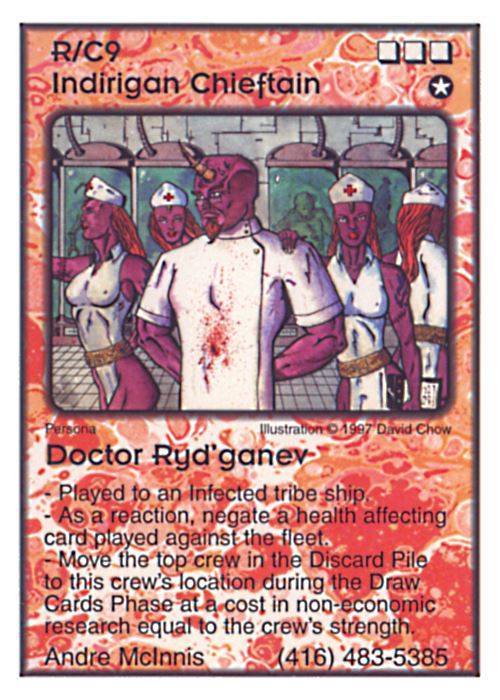 R/C9
Indirigan Chieftain
Persona
Illustration © 1997 David Chow
Doctor Ryd'ganev
- Played to an Infected tribe ship.
- As a reaction, negate a health affecting
card played against the fleet.
- Move the top crew in the Discard Pile
to this crew's location during the Draw
Cards Phase at a cost in non-economic
research equal to the crew's strength.
Andre McInnis (416) 483-5385